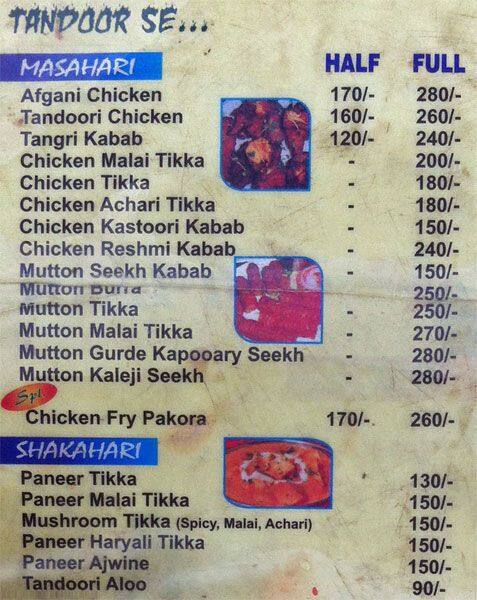 TANDOOR SE...
MASAHARI HALF FULL
Afgani Chicken 170/- 280/-
Tandoori Chicken 160/- 260/-
Tangri Kabab 120/- 240/-
Chicken Malai Tikka - 200/-
Chicken Tikka - 180/-
Chicken Achari Tikka - 180/-
Chicken Kastoori Kabab - 150/-
Chicken Reshmi Kabab - 240/-
Mutton Seekh Kabab - 150/-
Mutton Burra 250/-
Mutton Tikka - 250/-
Mutton Malai Tikka - 270/-
Mutton Gurde Kapooary Seekh - 280/-
Mutton Kaleji Seekh - 280/-
Spl.
Chicken Fry Pakora 170/- 260/-
SHAKAHARI
Paneer Tikka 130/-
Paneer Malai Tikka 150/-
Mushroom Tikka (Spicy, Malai, Achari) 150/-
Paneer Haryali Tikka 150/-
Paneer Ajwine 150/-
Tandoori Aloo 90/-